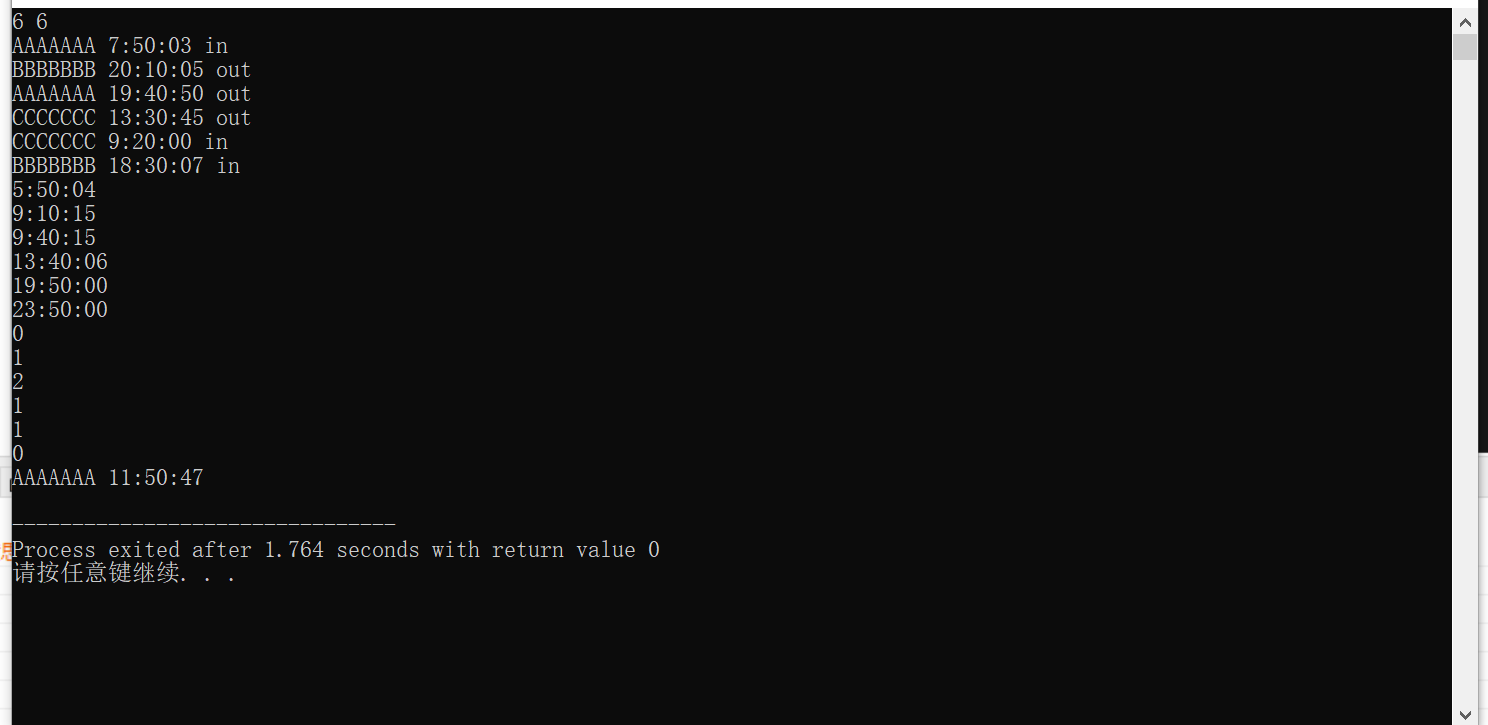 6 6
AAAAAAA 7:50:03 in
BBBBBBB 20:10:05 out
AAAAAAA 19:40:50 out
CCCCCCC 13:30:45 out
CCCCCCC 9:20:00 in
BBBBBBB 18:30:07 in
5:50:04
9:10:15
9:40:15
13:40:06
19:50:00
23:50:00
0
1
2
1
1
0
AAAAAAA 11:50:47
--------------------------------
Process exited after 1.764 seconds with return value 0
请按任意键继续. . .